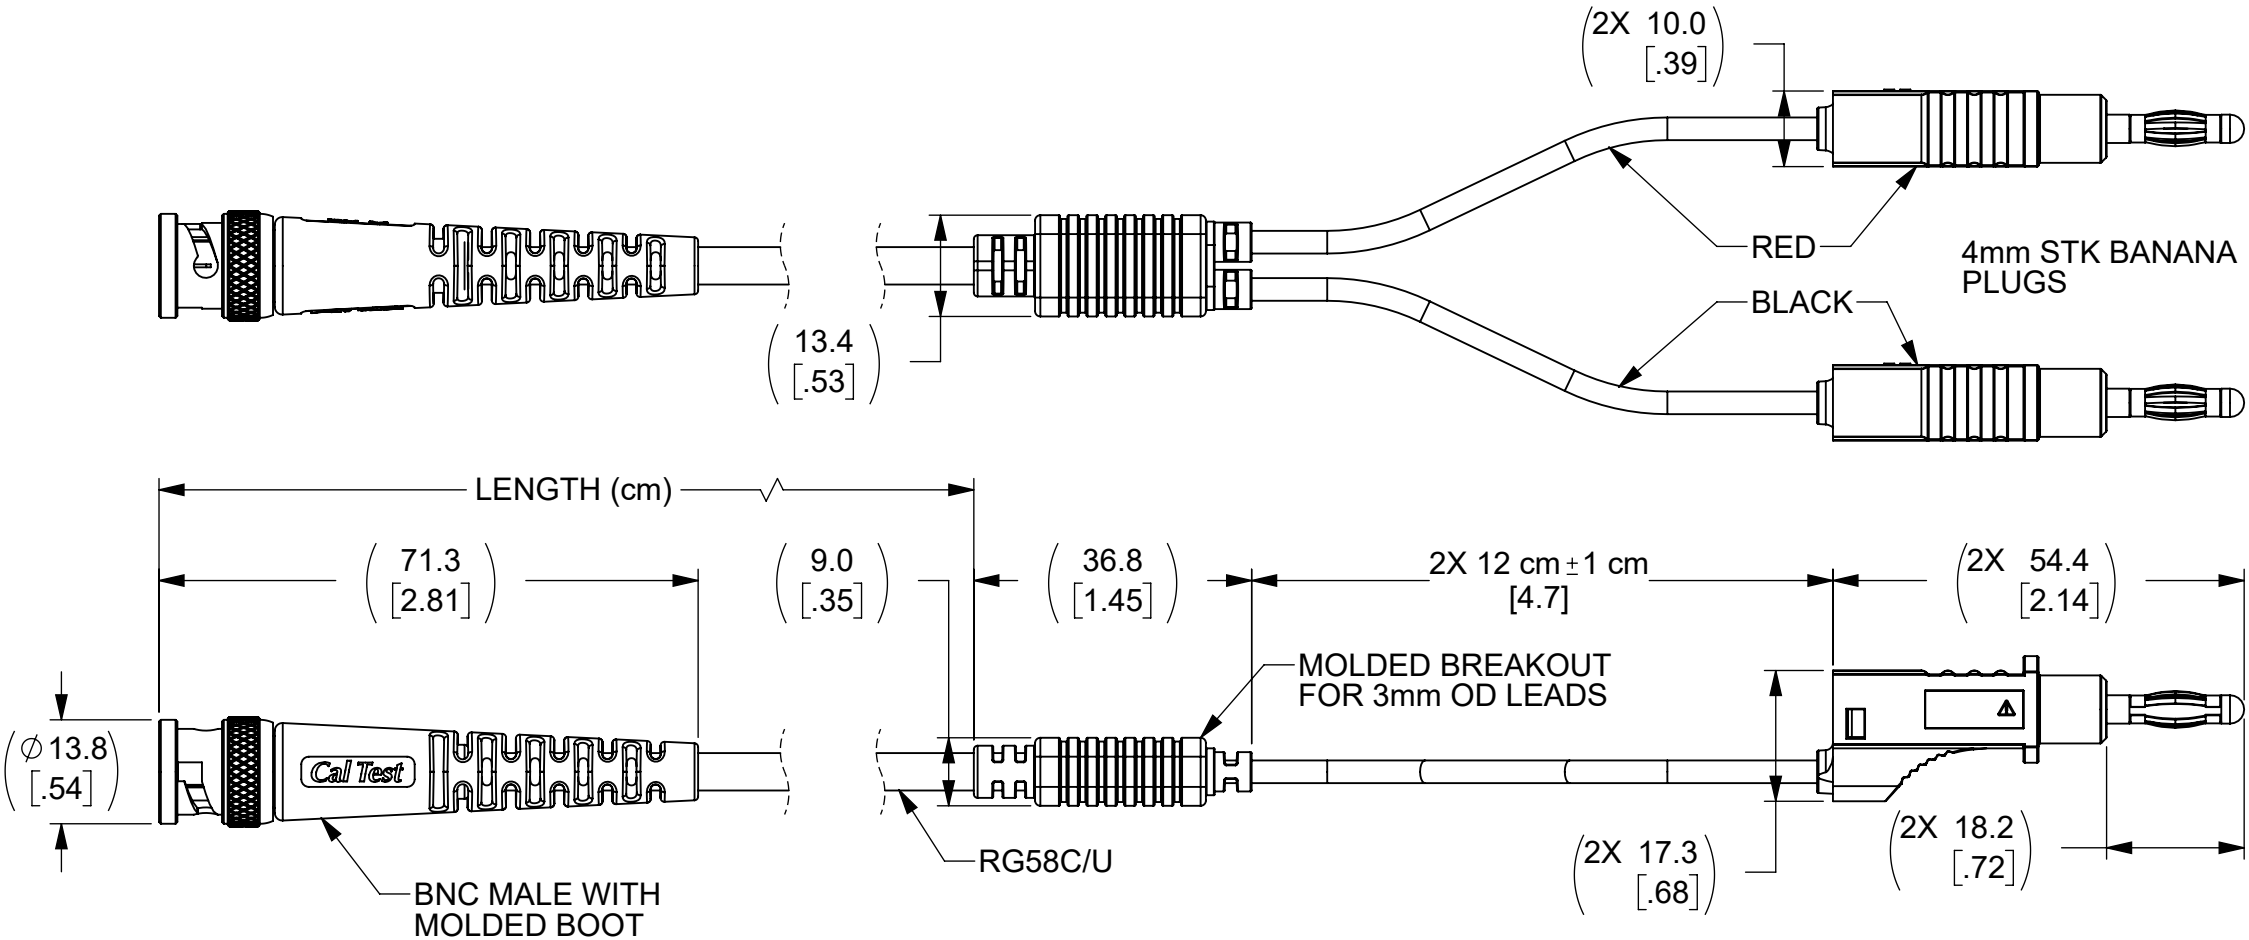 2X 10.0
[.39]
RED
4mm STK BANANA
PLUGS
BLACK
13.4
[.53]
LENGTH (cm)
71.3
[2.81]
9.0
[.35]
36.8
[1.45]
2X 12 cm±1 cm
[4.7]
2X 54.4
[2.14]
MOLDED BREAKOUT
FOR 3mm OD LEADS
Ø13.8
[.54]
Cal Test
RG58C/U
2X 17.3
[.68]
2X 18.2
[.72]
BNC MALE WITH
MOLDED BOOT